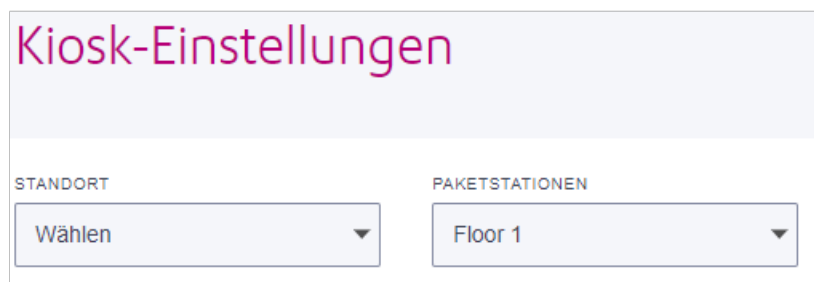 Kiosk-Einstellungen
STANDORT
PAKETSTATIONEN
Wählen
Floor 1